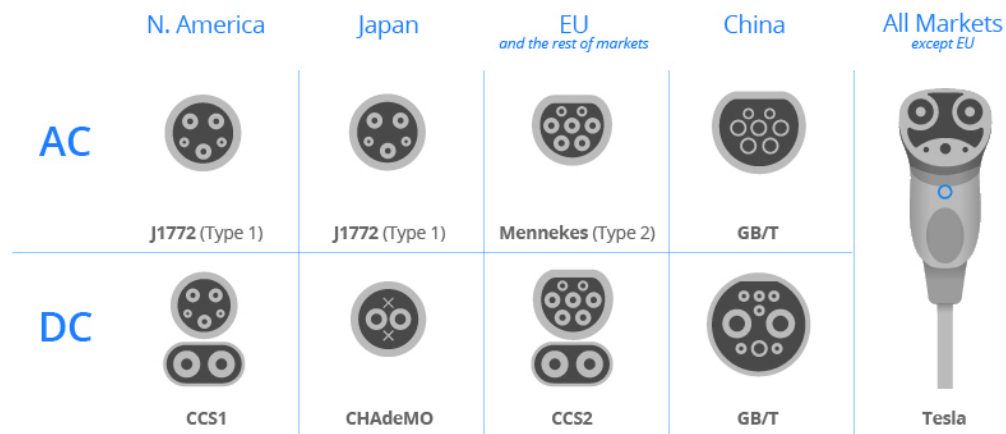 N. America
Japan
EU
and the rest of markets
China
All Markets
except EU
AC
J1772 (Type 1)
J1772 (Type 1)
Mennekes (Type 2)
GB/T
DC
CCS1
CHAdeMO
CCS2
GB/T
Tesla